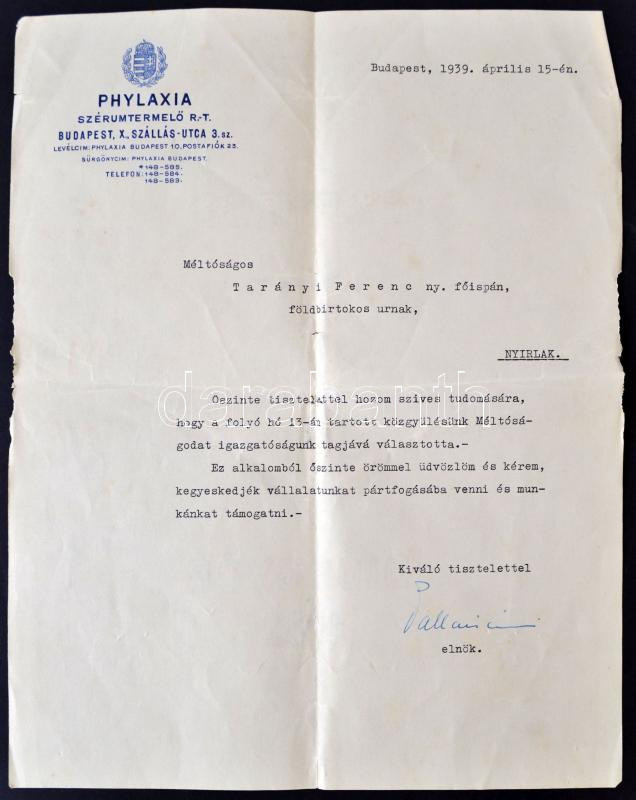 PHYLAXIA
SZÉRUMTERMELŐ R.-T.
BUDAPEST, X., SZÁLLÁS-UTCA 3. sz.
LEVÉLCIM: PHYLAXIA BUDAPEST 10. POSTAFIÓK 23.
SÜRGÖNYCIM: PHYLAXIA BUDAPEST.
*148-585.
TELEFON: 148-584.
148-583.
Budapest, 1939. április 15-én.
Méltóságos
Tarányi Ferenc ny. főispán,
földbirtokos urnak,
NYIRLAK.
Őszinte tisztelettel hozom szives tudomására,
hogy a folyó hó 13-án tartott közgyülésünk Méltósá-
godat igazgatóságunk tagjává választotta.-
Ez alkalomból őszinte örömmel üdvözlöm és kérem,
kegyeskedjék vállalatunkat pártfogásába venni és mun-
kánkat támogatni.-
Kiváló tisztelettel
elnök.
darabanth